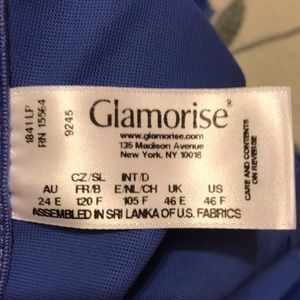 1841LP
RN 15564
9245
Glamorise®
www.glamorise.com
135 Madison Avenue
New York, NY 10016
CARE AND CONTENTS
ON REVERSE
CZ/SL INT/D
AU FR/B E/NL/CH UK US
24 E 120 F 105 F 46 E 46 F
ASSEMBLED IN SRI LANKA OF U.S. FABRICS